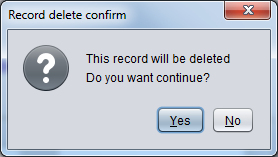 Record delete confirm
This record will be deleted
Do you want continue?
Yes No